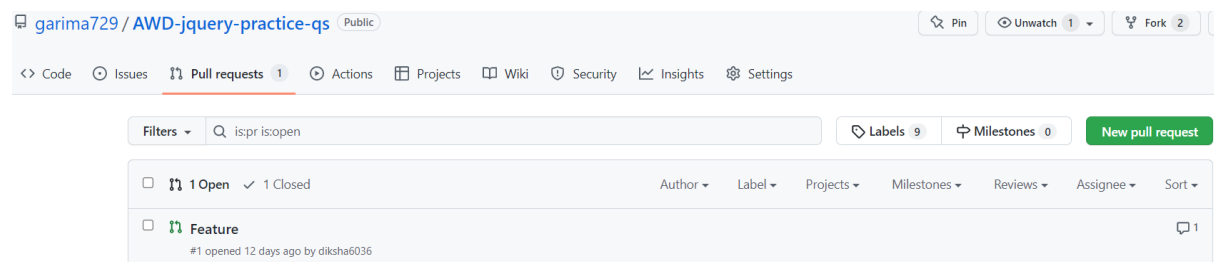 garima729 / AWD-jquery-practice-qs Public Pin Unwatch 1 Fork 2
Code Issues Pull requests 1 Actions Projects Wiki Security Insights Settings
Filters is:pr is:open Labels 9 Milestones 0 New pull request
1 Open 1 Closed Author Label Projects Milestones Reviews Assignee Sort
Feature 1
#1 opened 12 days ago by diksha6036